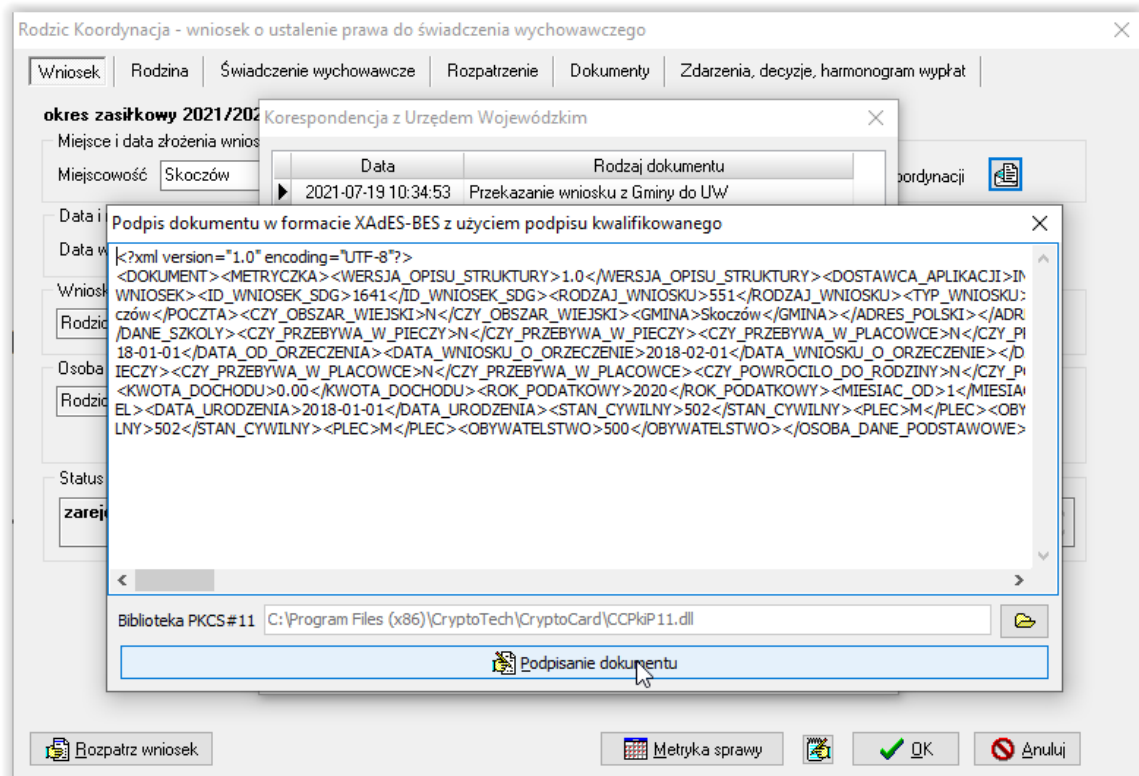 Rodzic Koordynacja - wniosek o ustalenie prawa do świadczenia wychowawczego
Wniosek Rodzina Świadczenie wychowawcze Rozpatrzenie Dokumenty Zdarzenia, decyzje, harmonogram wypłat
okres zasiłkowy 2021/202
Korespondencja z Urzędem Wojewódzkim
Miejsce i data złożenia wnios
Data Rodzaj dokumentu
Miejscowość Skoczów
oordynacji
2021-07-19 10:34:53 Przekazanie wniosku z Gminy do UW
Data i
Podpis dokumentu w formacie XAdES-BES z użyciem podpisu kwalifikowanego
Data w
<?xml version="1.0" encoding="UTF-8"?>
<DOKUMENT><METRYCZKA><WERSJA_OPISU_STRUKTURY>1.0</WERSJA_OPISU_STRUKTURY><DOSTAWCA_APLIKACJI>IN
Wniosk
WNIOSEK><ID_WNIOSEK_SDG>1641</ID_WNIOSEK_SDG><RODZAJ_WNIOSKU>551</RODZAJ_WNIOSKU><TYP_WNIOSKU>
czów</POCZTA><CZY_OBSZAR_WIEJSKI>N</CZY_OBSZAR_WIEJSKI><GMINA>Skoczów</GMINA></ADRES_POLSKI></ADR
Rodzic
/DANE_SZKOLY><CZY_PRZEBYWA_W_PIECZY>N</CZY_PRZEBYWA_W_PIECZY><CZY_PRZEBYWA_W_PLACOWCE>N</CZY_P
18-01-01</DATA_OD_ORZECZENIA><DATA_WNIOSKU_O_ORZECZENIE>2018-02-01</DATA_WNIOSKU_O_ORZECZENIE></D
Osoba
IECZY><CZY_PRZEBYWA_W_PLACOWCE>N</CZY_PRZEBYWA_W_PLACOWCE><CZY_POWROCILO_DO_RODZINY>N</CZY_P
<KWOTA_DOCHODU>0.00</KWOTA_DOCHODU><ROK_PODATKOWY>2020</ROK_PODATKOWY><MIESIAC_OD>1</MIESIA
Rodzic
EL><DATA_URODZENIA>2018-01-01</DATA_URODZENIA><STAN_CYWILNY>502</STAN_CYWILNY><PLEC>M</PLEC><OBY
LNY>502</STAN_CYWILNY><PLEC>M</PLEC><OBYWATELSTWO>500</OBYWATELSTWO></OSOBA_DANE_PODSTAWOWE>
Status
zareje
Biblioteka PKCS#11 C:\Program Files (x86)\CryptoTech\CryptoCard\CCPkiP11.dll
Podpisanie dokumentu
Rozpatrz wniosek Metryka sprawy OK Anuluj